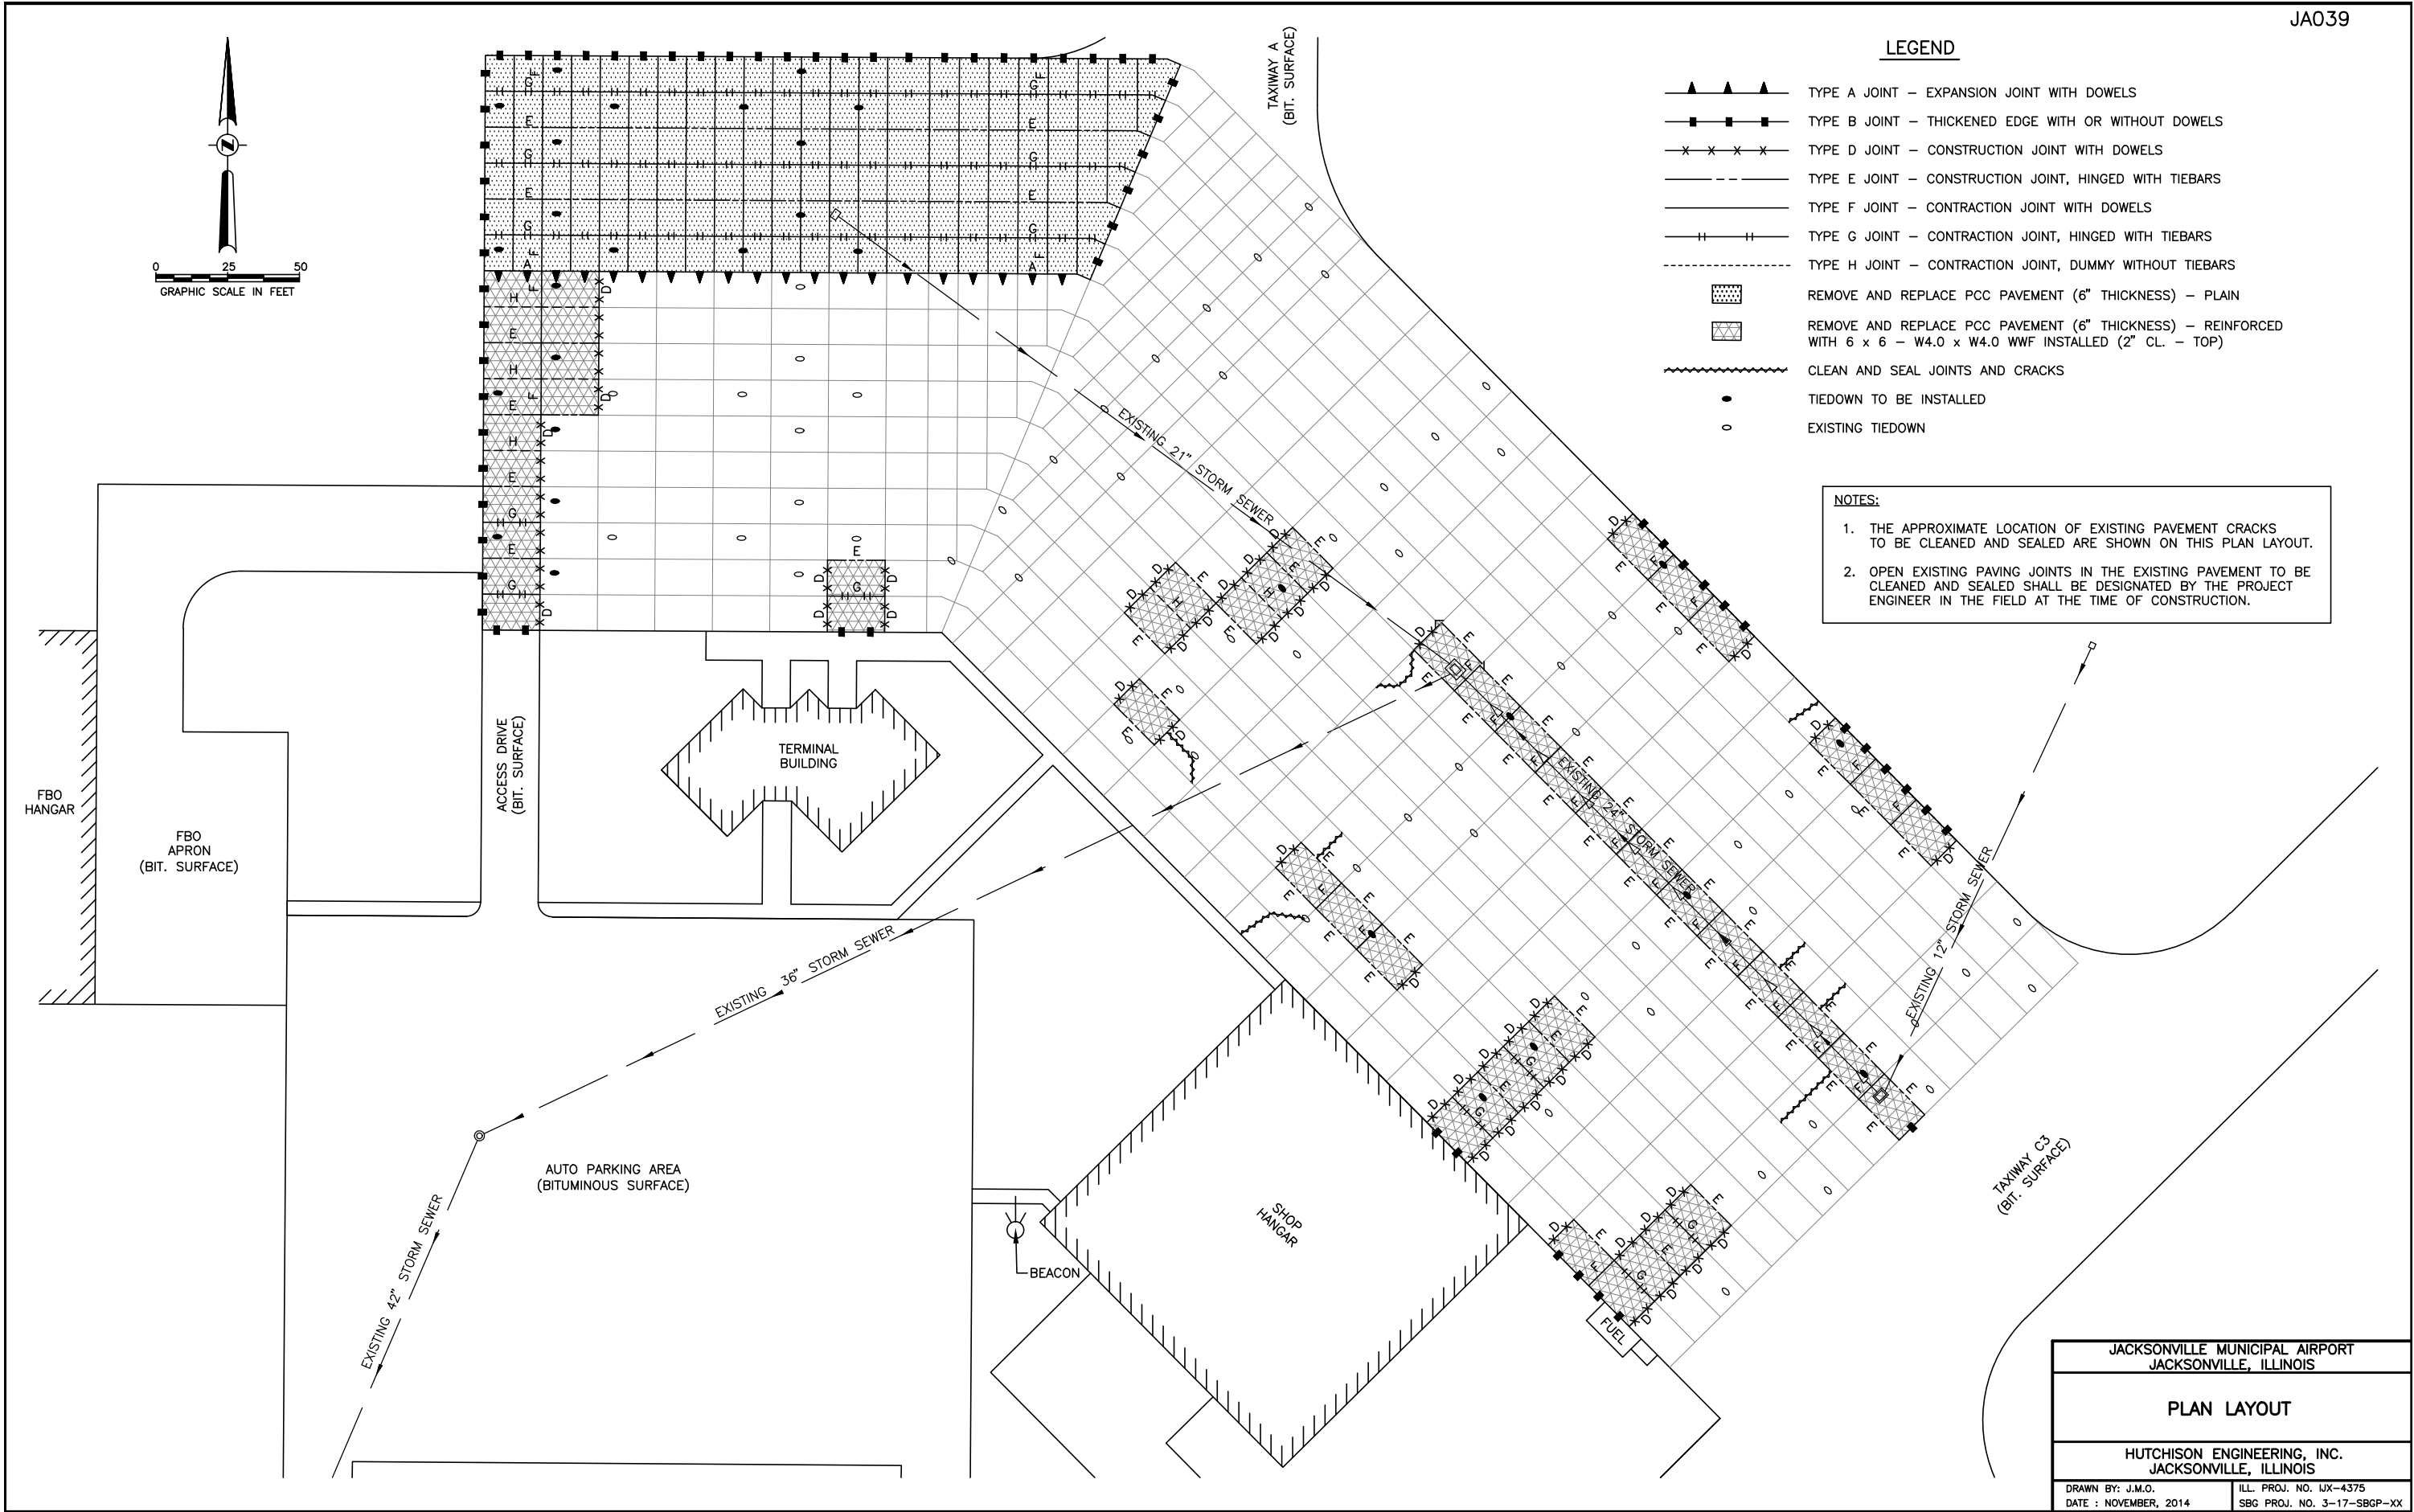 JA039
LEGEND
TYPE A JOINT – EXPANSION JOINT WITH DOWELS
TYPE B JOINT – THICKENED EDGE WITH OR WITHOUT DOWELS
TYPE D JOINT – CONSTRUCTION JOINT WITH DOWELS
TYPE E JOINT – CONSTRUCTION JOINT, HINGED WITH TIEBARS
TYPE F JOINT – CONTRACTION JOINT WITH DOWELS
TYPE G JOINT – CONTRACTION JOINT, HINGED WITH TIEBARS
TYPE H JOINT – CONTRACTION JOINT, DUMMY WITHOUT TIEBARS
REMOVE AND REPLACE PCC PAVEMENT (6" THICKNESS) – PLAIN
REMOVE AND REPLACE PCC PAVEMENT (6" THICKNESS) – REINFORCED
WITH 6 x 6 – W4.0 x W4.0 WWF INSTALLED (2" CL. – TOP)
CLEAN AND SEAL JOINTS AND CRACKS
TIEDOWN TO BE INSTALLED
EXISTING TIEDOWN
NOTES:
1. THE APPROXIMATE LOCATION OF EXISTING PAVEMENT CRACKS
TO BE CLEANED AND SEALED ARE SHOWN ON THIS PLAN LAYOUT.
2. OPEN EXISTING PAVING JOINTS IN THE EXISTING PAVEMENT TO BE
CLEANED AND SEALED SHALL BE DESIGNATED BY THE PROJECT
ENGINEER IN THE FIELD AT THE TIME OF CONSTRUCTION.
N
0 25 50
GRAPHIC SCALE IN FEET
TAXIWAY A
(BIT. SURFACE)
EXISTING 21" STORM SEWER
EXISTING 24" STORM SEWER
EXISTING 12" STORM SEWER
EXISTING 36" STORM SEWER
EXISTING 42" STORM SEWER
FBO
HANGAR
FBO
APRON
(BIT. SURFACE)
ACCESS DRIVE
(BIT. SURFACE)
TERMINAL
BUILDING
AUTO PARKING AREA
(BITUMINOUS SURFACE)
BEACON
SHOP
HANGAR
FUEL
TAXIWAY C3
(BIT. SURFACE)
JACKSONVILLE MUNICIPAL AIRPORT
JACKSONVILLE, ILLINOIS
PLAN LAYOUT
HUTCHISON ENGINEERING, INC.
JACKSONVILLE, ILLINOIS
DRAWN BY: J.M.O.
DATE : NOVEMBER, 2014
ILL. PROJ. NO. IJX–4375
SBG PROJ. NO. 3–17–SBGP–XX